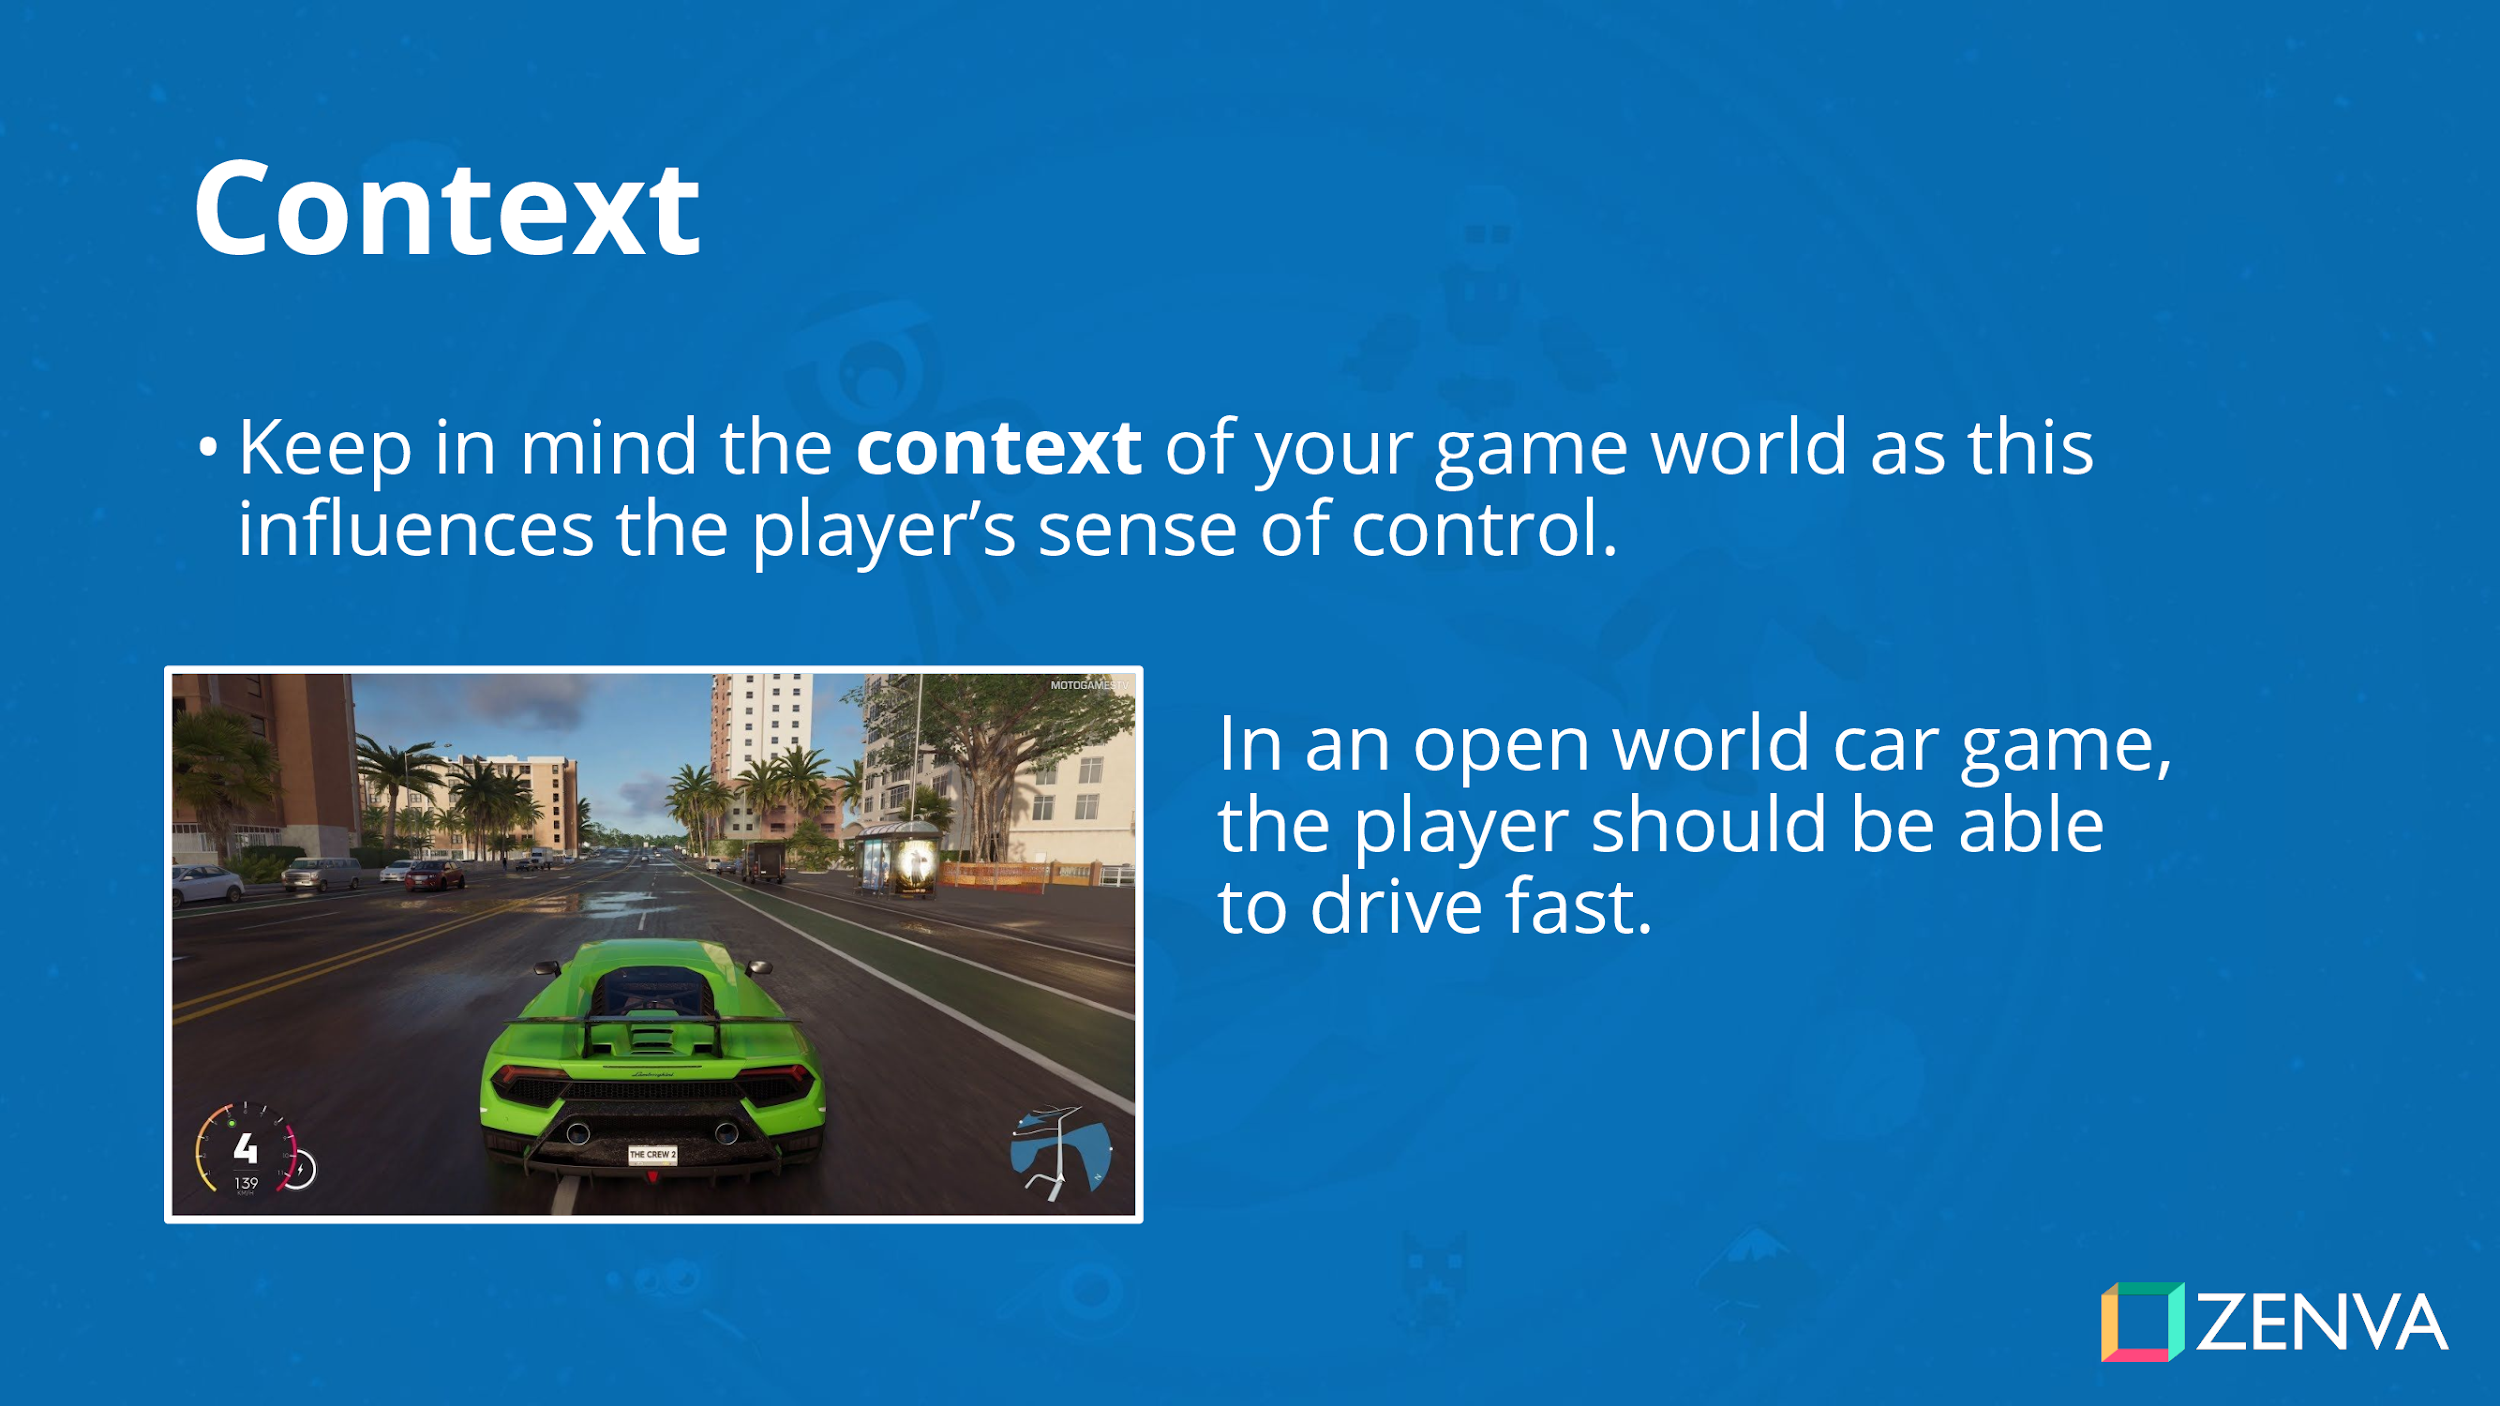 Context
• Keep in mind the context of your game world as this
influences the player’s sense of control.
MOTOGAMESTV
In an open world car game,
the player should be able
to drive fast.
Lamborghini
THE CREW 2
4
139
KM/H
N
ZENVA